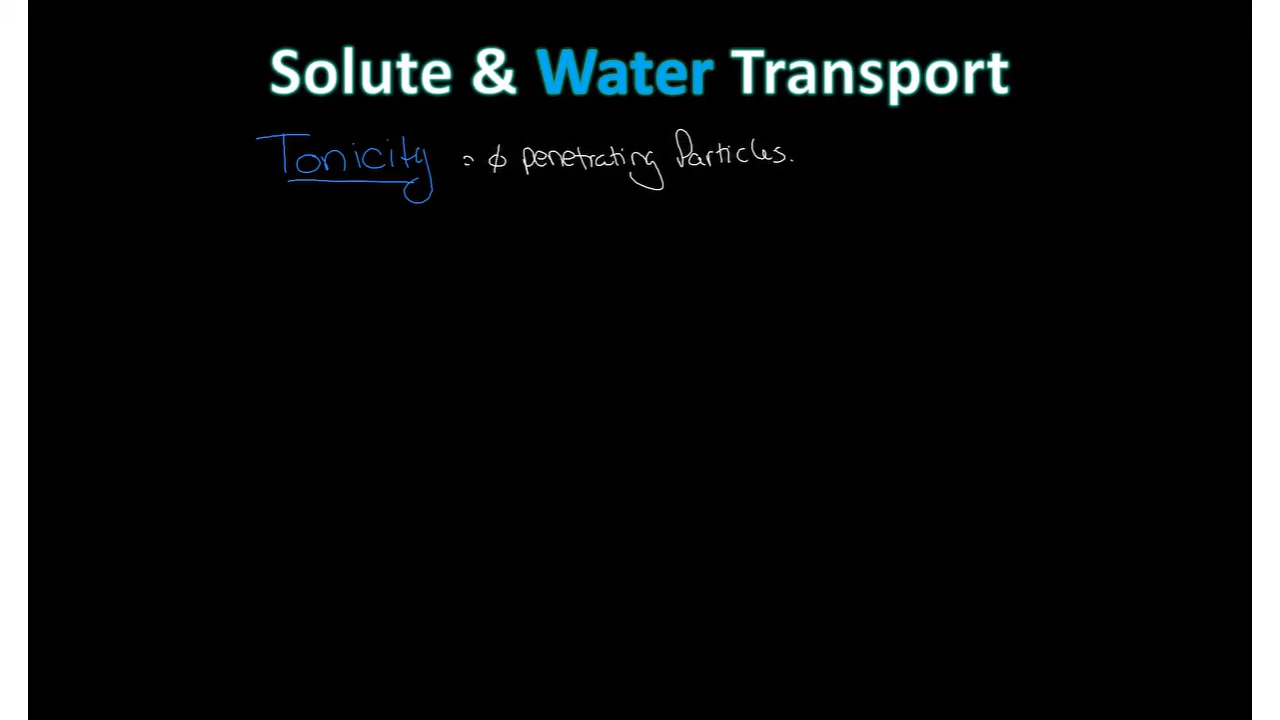 Solute & Water Transport
Tonicity = φ penetrating Particles.